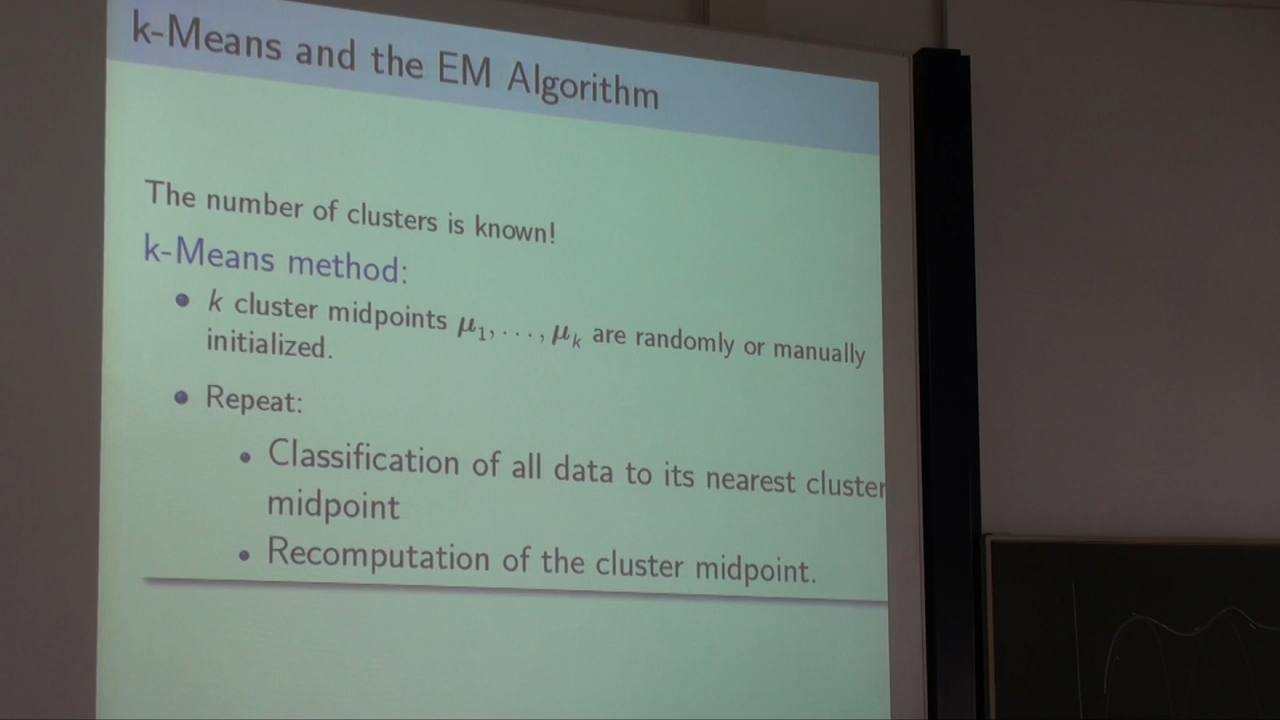 k-Means and the EM Algorithm
The number of clusters is known!
k-Means method:
• k cluster midpoints μ₁, . . . , μₖ are randomly or manually
initialized.
• Repeat:
• Classification of all data to its nearest cluster
midpoint
• Recomputation of the cluster midpoint.